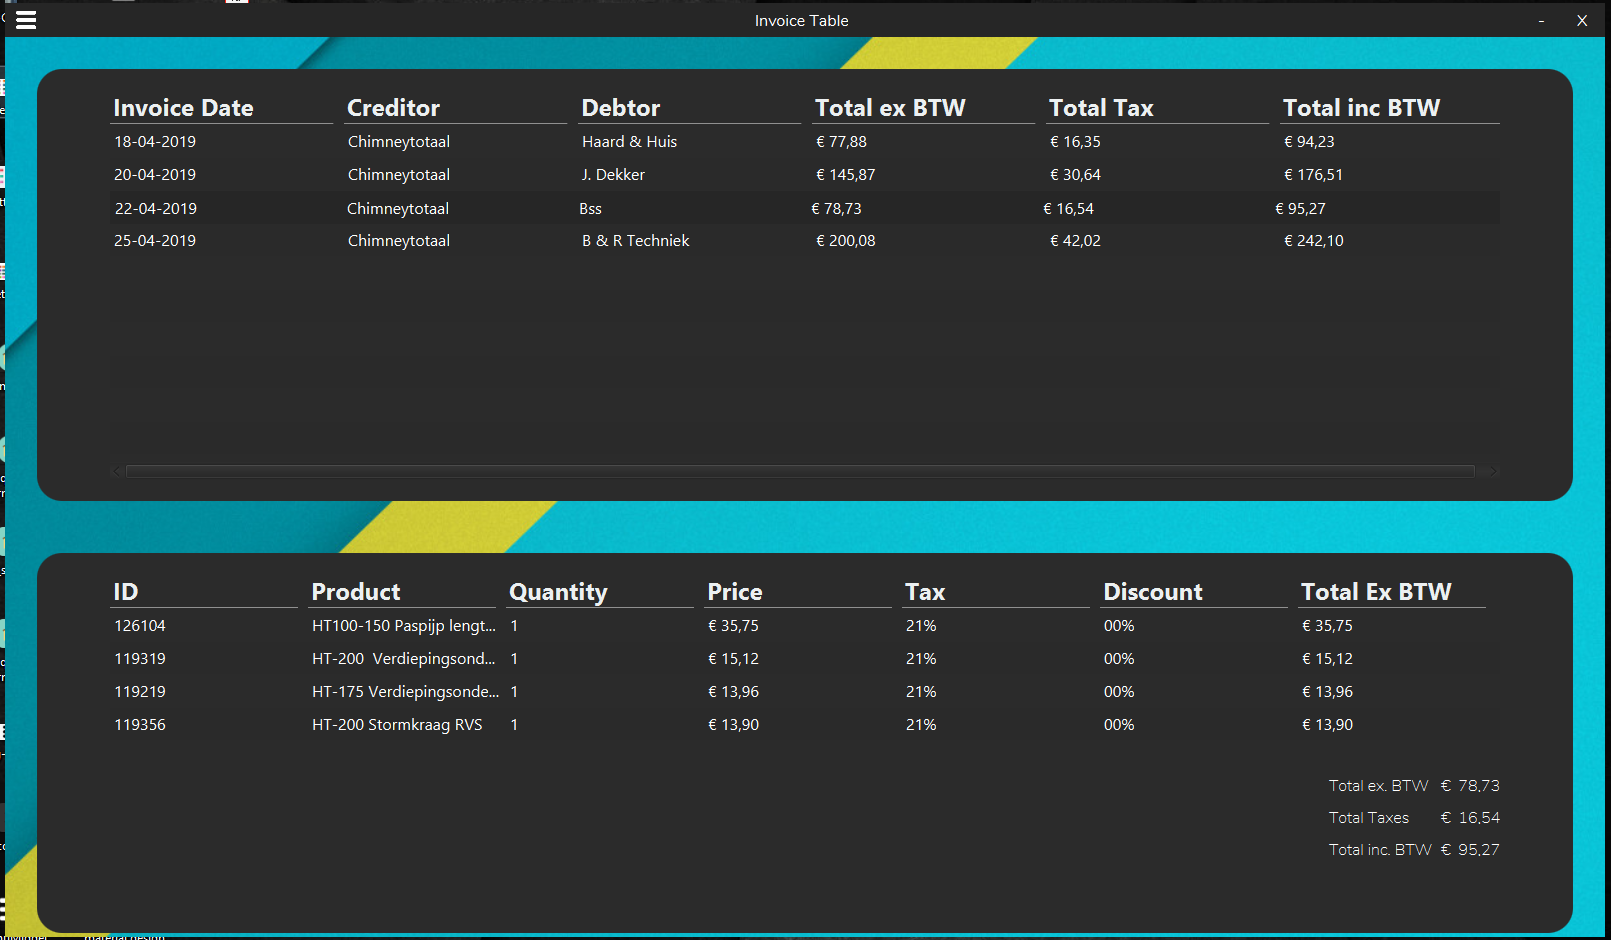 Invoice Table - X
Invoice Date Creditor Debtor Total ex BTW Total Tax Total inc BTW
18-04-2019 Chimneytotaal Haard & Huis € 77,88 € 16,35 € 94,23
20-04-2019 Chimneytotaal J. Dekker € 145,87 € 30,64 € 176,51
22-04-2019 Chimneytotaal Bss € 78,73 € 16,54 € 95,27
25-04-2019 Chimneytotaal B & R Techniek € 200,08 € 42,02 € 242,10
ID Product Quantity Price Tax Discount Total Ex BTW
126104 HT100-150 Paspijp lengt... 1 € 35,75 21% 00% € 35,75
119319 HT-200  Verdiepingsond... 1 € 15,12 21% 00% € 15,12
119219 HT-175 Verdiepingsonde... 1 € 13,96 21% 00% € 13,96
119356 HT-200 Stormkraag RVS 1 € 13,90 21% 00% € 13,90
Total ex. BTW € 78,73
Total Taxes € 16,54
Total inc. BTW € 95,27